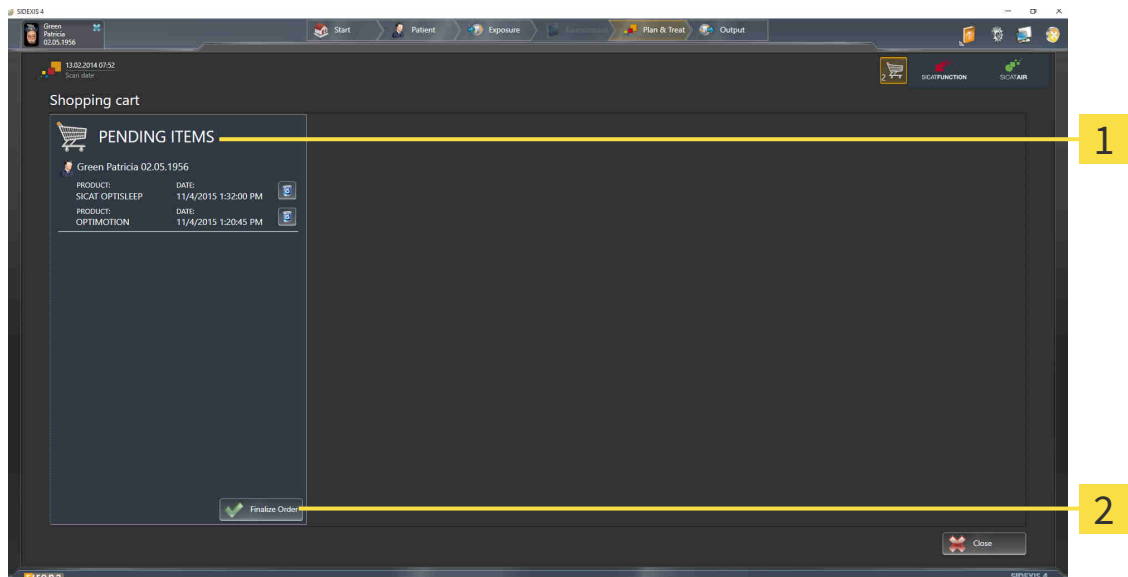 SIDEXIS 4
Green
Patricia
02.05.1956
Start
Patient
Exposure
Plan & Treat
Output
13.02.2014 07:52
Scan date
2
SICATFUNCTION
SICATAIR
Shopping cart
PENDING ITEMS
1
Green Patricia 02.05.1956
PRODUCT: DATE:
SICAT OPTISLEEP 11/4/2015 1:32:00 PM
PRODUCT: DATE:
OPTIMOTION 11/4/2015 1:20:45 PM
Finalize Order
2
Close
SIDEXIS 4